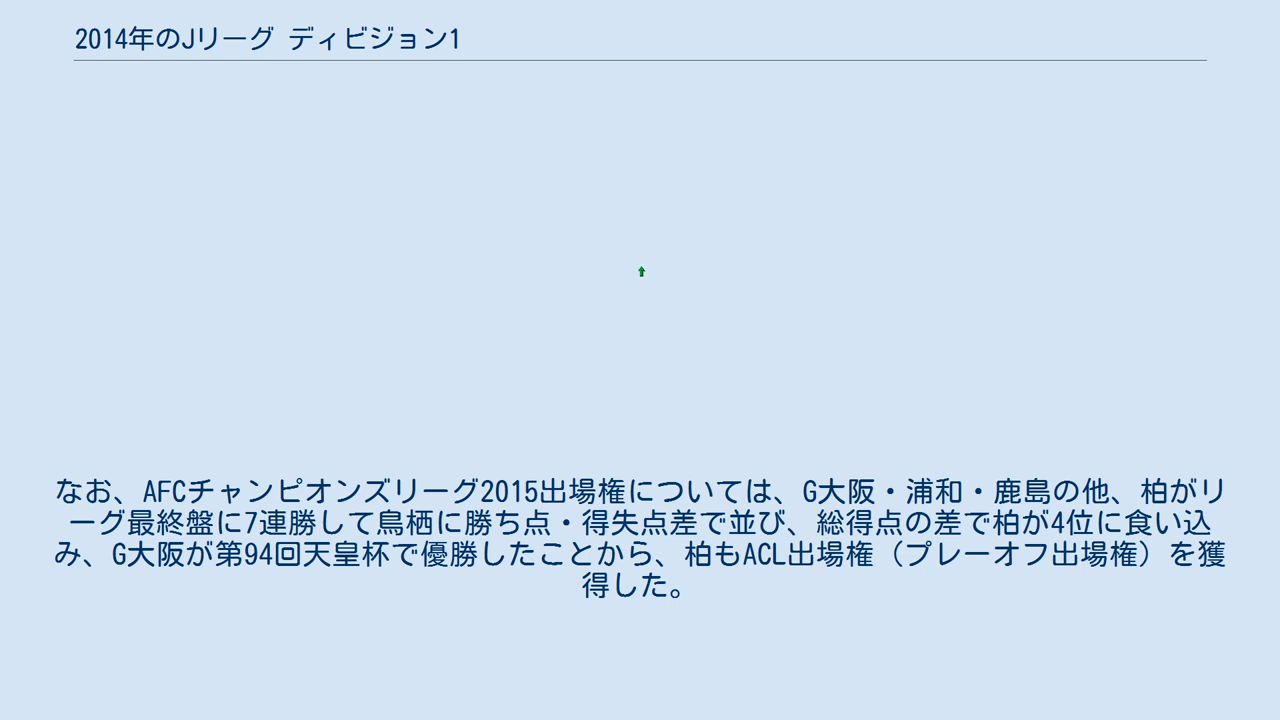 2014年のJリーグ ディビジョン1
なお、AFCチャンピオンズリーグ2015出場権については、G大阪・浦和・鹿島の他、柏がリ
ーグ最終盤に7連勝して鳥栖に勝ち点・得失点差で並び、総得点の差で柏が4位に食い込
み、G大阪が第94回天皇杯で優勝したことから、柏もACL出場権（プレーオフ出場権）を獲
得した。